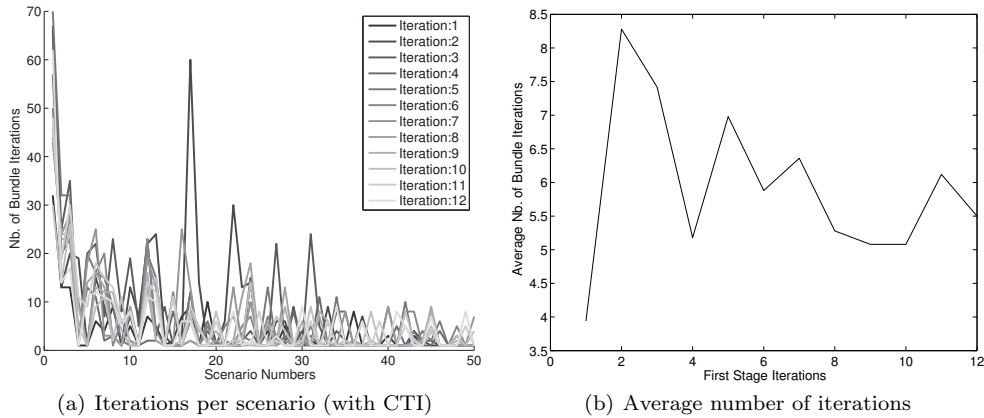 70
60
50
40
30
20
10
0
0
10
20
30
40
50
Nb. of Bundle Iterations
Scenario Numbers
Iteration:1
Iteration:2
Iteration:3
Iteration:4
Iteration:5
Iteration:6
Iteration:7
Iteration:8
Iteration:9
Iteration:10
Iteration:11
Iteration:12
(a) Iterations per scenario (with CTI)
8.5
8
7.5
7
6.5
6
5.5
5
4.5
4
3.5
0
2
4
6
8
10
12
Average Nb. of Bundle Iterations
First Stage Iterations
(b) Average number of iterations